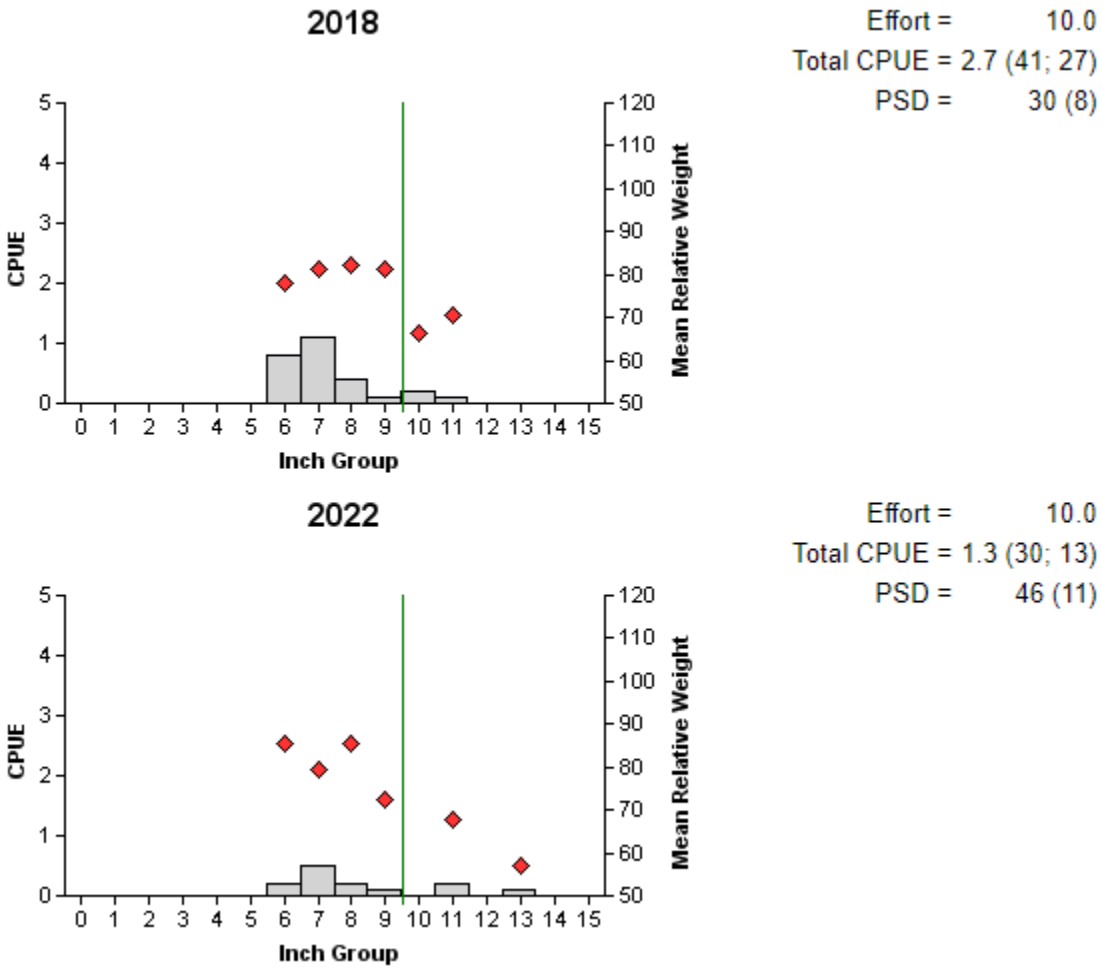 2018
Effort = 10.0
Total CPUE = 2.7 (41; 27)
PSD = 30 (8)
5
4
3
2
1
0
CPUE
120
110
100
90
80
70
60
50
Mean Relative Weight
0 1 2 3 4 5 6 7 8 9 10 11 12 13 14 15
Inch Group
2022
Effort = 10.0
Total CPUE = 1.3 (30; 13)
PSD = 46 (11)
5
4
3
2
1
0
CPUE
120
110
100
90
80
70
60
50
Mean Relative Weight
0 1 2 3 4 5 6 7 8 9 10 11 12 13 14 15
Inch Group